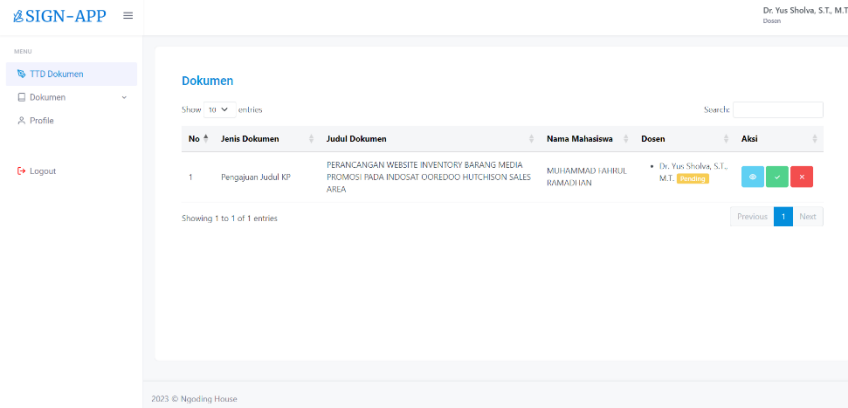 SIGN-APP
Dr. Yus Sholva, S.T., M.T
Dosen
MENU
TTD Dokumen
Dokumen
Profile
Logout
Dokumen
Show 10 entries
Search:
No Jenis Dokumen Judul Dokumen Nama Mahasiswa Dosen Aksi
1 Pengajuan Judul KP
PERANCANGAN WEBSITE INVENTORY BARANG MEDIA
PROMOSI PADA INDOSAT OOREDOO HUTCHISON SALES
AREA
MUHAMMAD FAHRUL
RAMADHAN
• Dr. Yus Sholva, S.T.,
M.T. Pending
Showing 1 to 1 of 1 entries
Previous 1 Next
2023 © Ngoding House